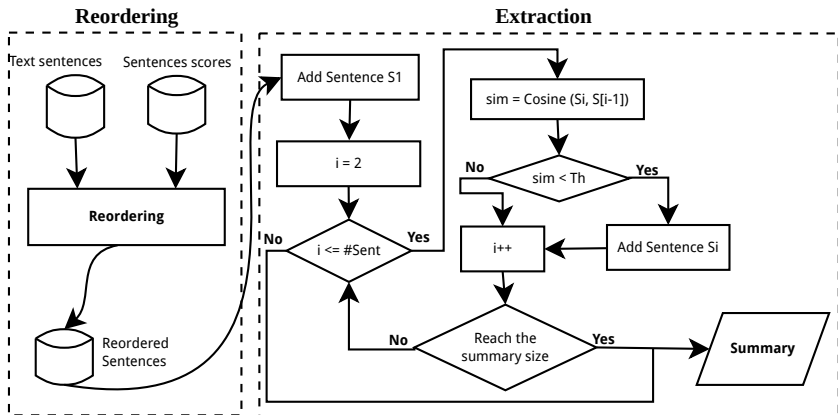 Reordering
Extraction
Text sentences
Sentences scores
Reordering
Reordered
Sentences
Add Sentence S1
i = 2
i <= #Sent
No
Yes
sim = Cosine (Si, S[i-1])
sim < Th
No
Yes
i++
Add Sentence Si
Reach the
summary size
No
Yes
Summary